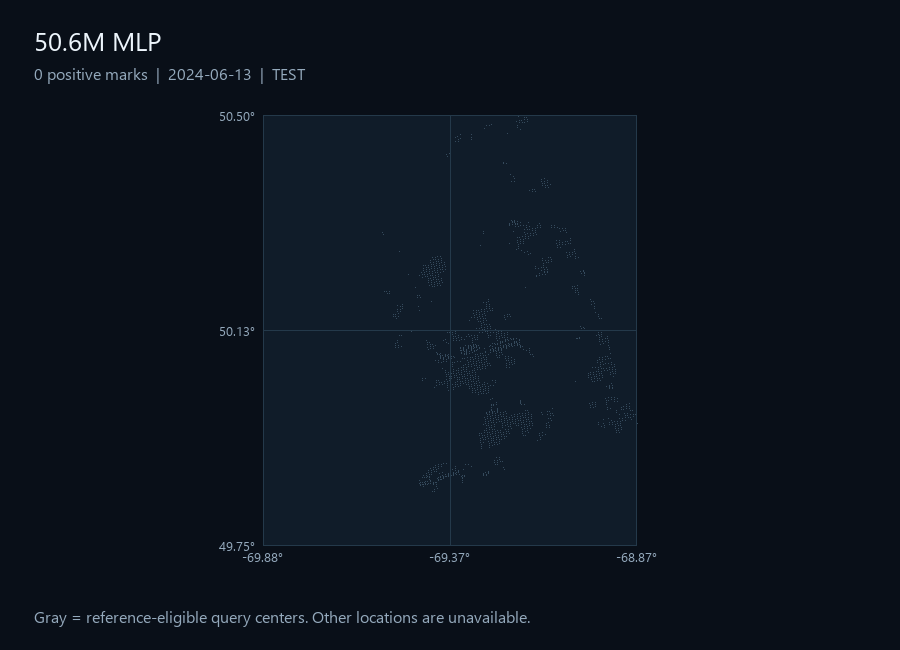 50.6M MLP
0 positive marks | 2024-06-13 | TEST
50.50°
50.13°
49.75°
-69.88°
-69.37°
-68.87°
Gray = reference-eligible query centers. Other locations are unavailable.